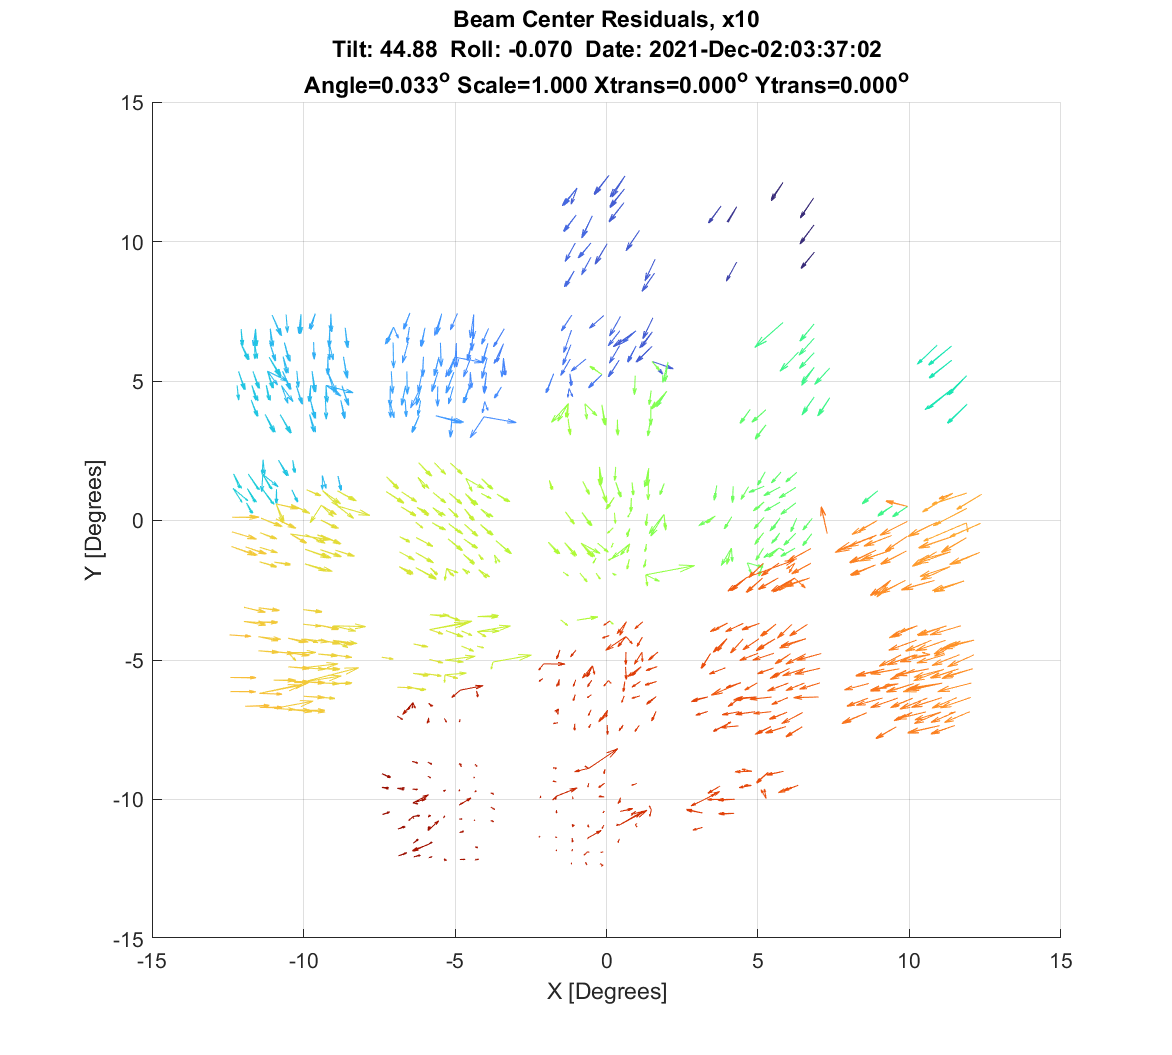 Beam Center Residuals, x10
Tilt: 44.88 Roll: -0.070 Date: 2021-Dec-02:03:37:02
Angle=0.033° Scale=1.000 Xtrans=0.000° Ytrans=0.000°
15
10
5
0
-5
-10
-15
Y [Degrees]
-15 -10 -5 0 5 10 15
X [Degrees]